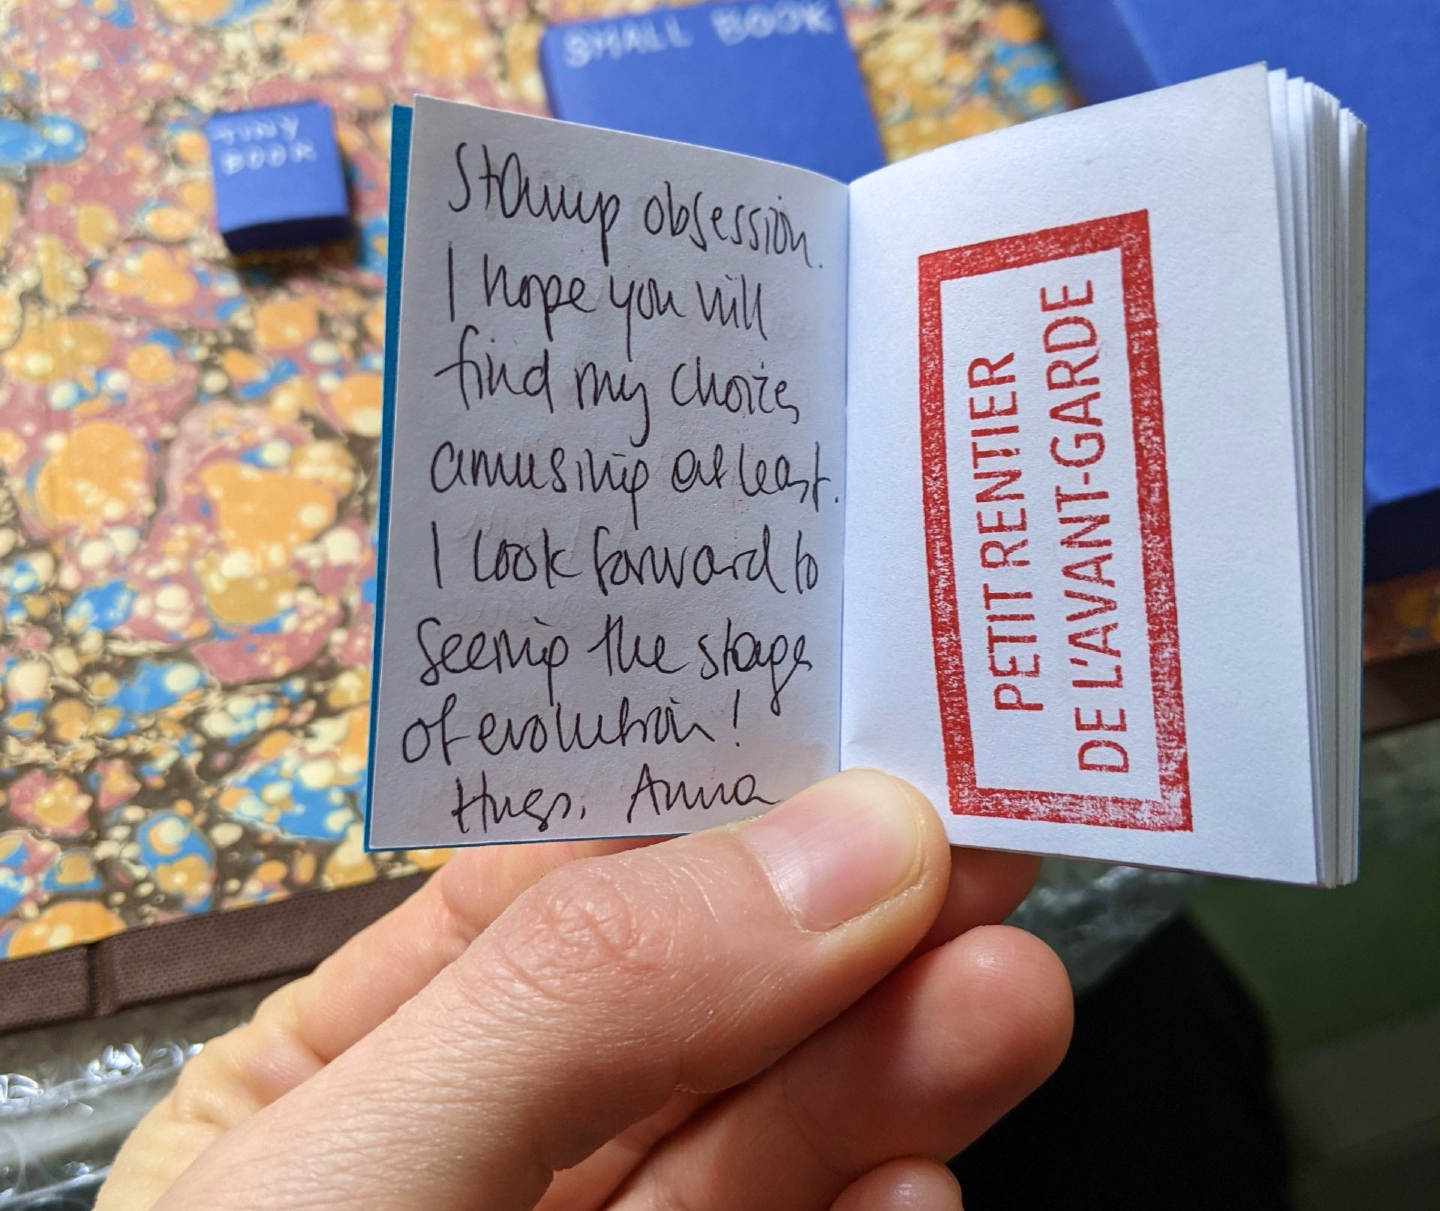 TINY
BOOK
SMALL BOOK
Stamp obsession.
I hope you will
find my choice
amusing at least.
I look forward to
seeing the stage
of evolution!
Hugs, Anna
PETIT RENTIER
DE L'AVANT-GARDE